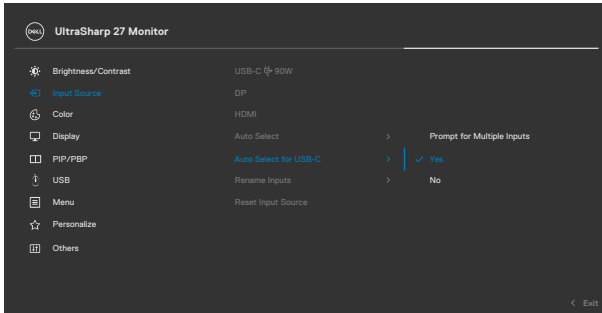 DELL UltraSharp 27 Monitor
Brightness/Contrast USB-C 90W
Input Source DP
Color HDMI
Display Auto Select > Prompt for Multiple Inputs
PIP/PBP Auto Select for USB-C > ✓ Yes
USB Rename Inputs > No
Menu Reset Input Source
Personalize
Others
< Exit